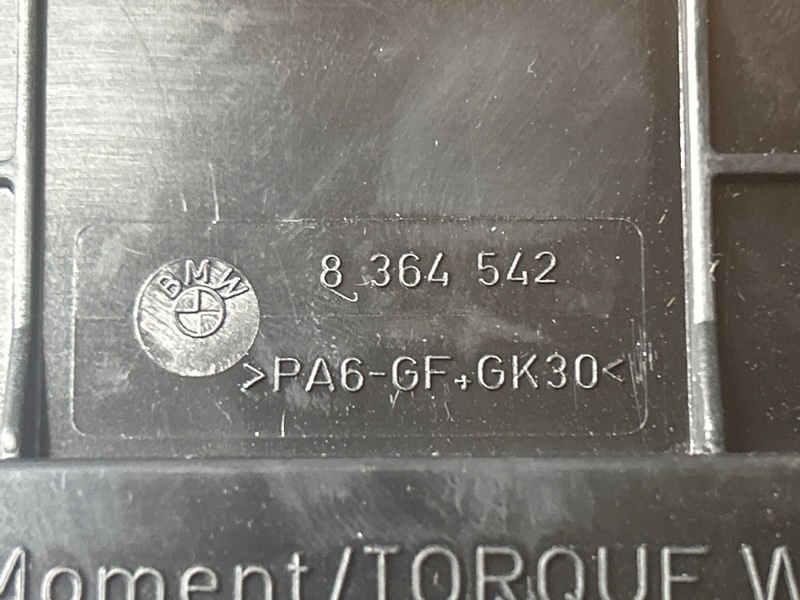 BMW
8 364 542
>PA6-GF+GK30<
Moment/TORQUE